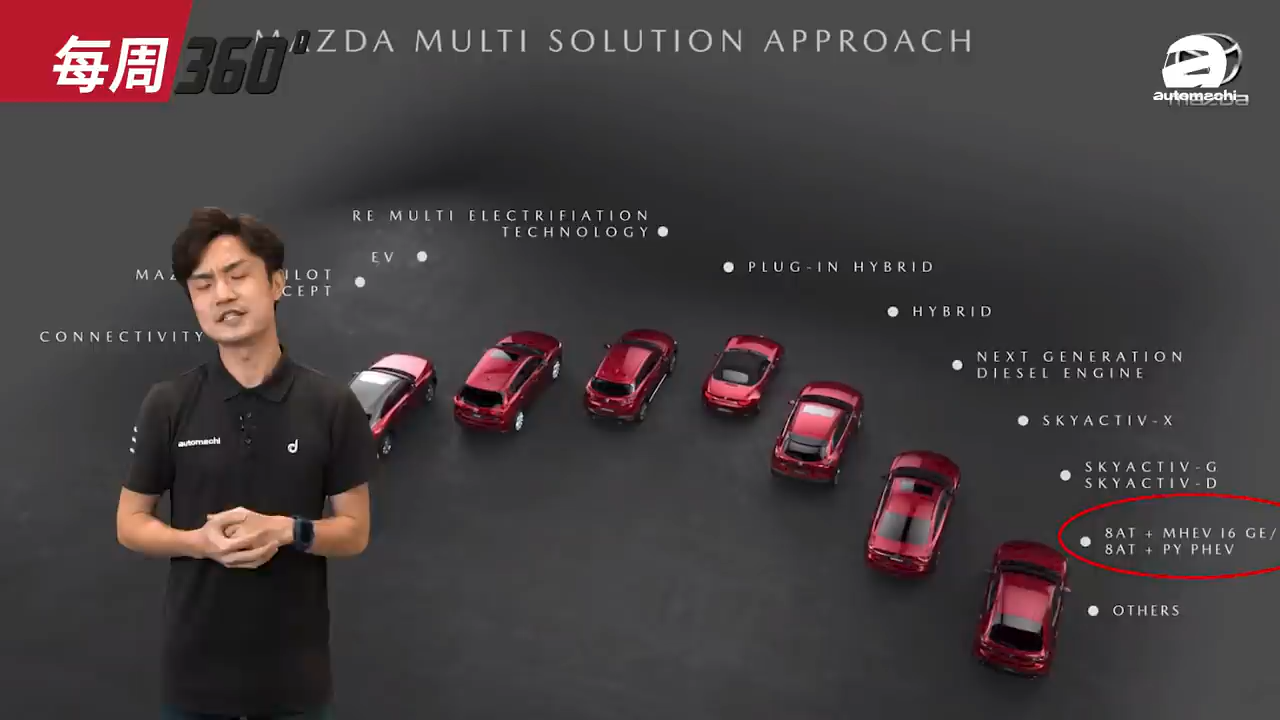 每周360°
MAZDA MULTI SOLUTION APPROACH
automachi
mazda
RE MULTI ELECTRIFIATION
TECHNOLOGY
EV
PLUG-IN HYBRID
HYBRID
CONNECTIVITY
NEXT GENERATION
DIESEL ENGINE
SKYACTIV-X
SKYACTIV-G
SKYACTIV-D
8AT + MHEV I6 GE/
8AT + PY PHEV
OTHERS
automachi
d